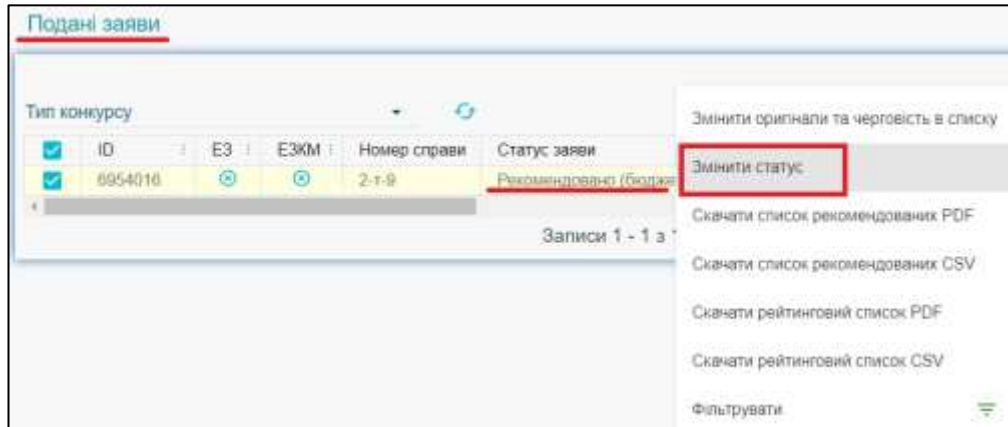 Подані заяви
Тип конкурсу
ID ЕЗ ЕЗКМ Номер справи Статус заяви
6954016 2-т-9 Рекомендовано (бюдже
Записи 1 - 1 з
Змінити оригінали та черговість в списку
Змінити статус
Скачати список рекомендованих PDF
Скачати список рекомендованих CSV
Скачати рейтинговий список PDF
Скачати рейтинговий список CSV
Фільтрувати